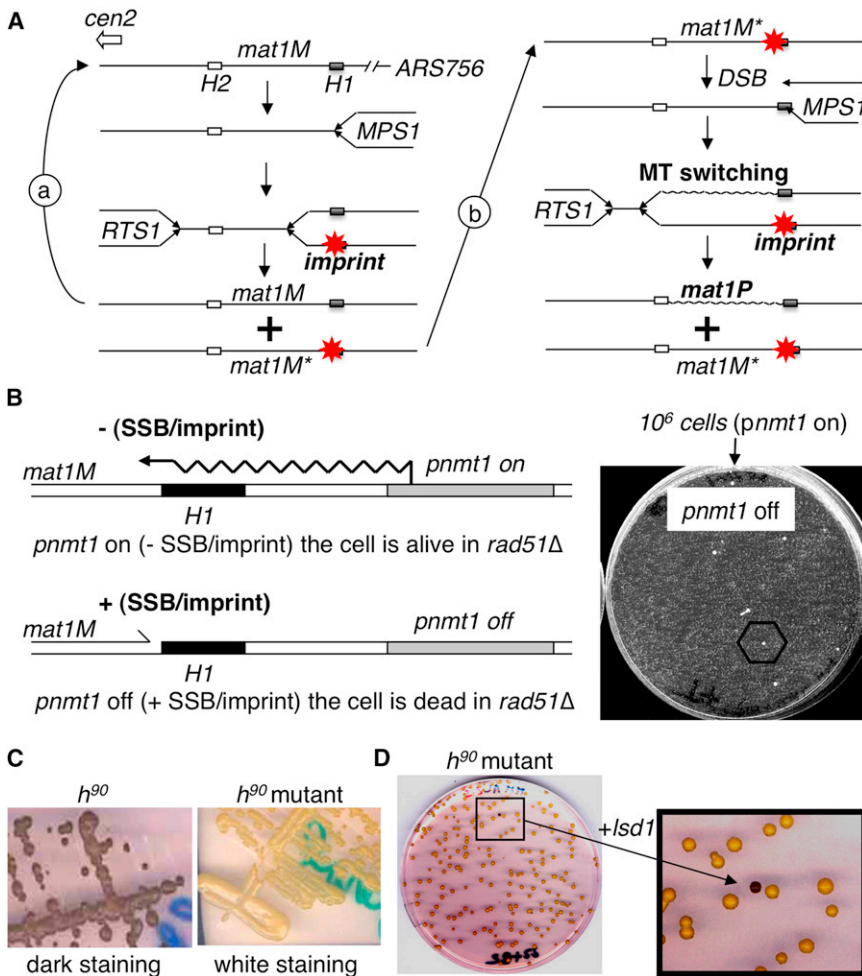 A
cen2
mat1M
H2
H1
ARS756
MPS1
a
RTS1
imprint
mat1M
+
mat1M*
b
mat1M*
DSB
MPS1
MT switching
RTS1
imprint
mat1P
+
mat1M*
B
- (SSB/imprint)
mat1M
pnmt1 on
H1
pnmt1 on (- SSB/imprint) the cell is alive in rad51Δ
+ (SSB/imprint)
mat1M
pnmt1 off
H1
pnmt1 off (+ SSB/imprint) the cell is dead in rad51Δ
10⁶ cells (pnmt1 on)
pnmt1 off
C
h⁹⁰
h⁹⁰ mutant
dark staining
white staining
D
h⁹⁰ mutant
+lsd1